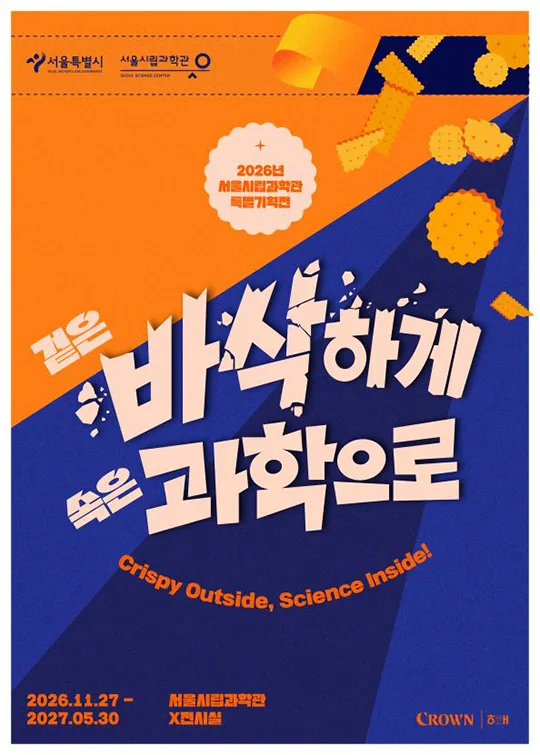 서울특별시
SEOUL METROPOLITAN GOVERNMENT
서울시립과학관
SEOUL SCIENCE CENTER
2026년
서울시립과학관
특별기획전
겉은 바삭하게
속은 과학으로
Crispy Outside, Science Inside!
2026.11.27 –
2027.05.30
서울시립과학관
X전시실
CROWN | 해태